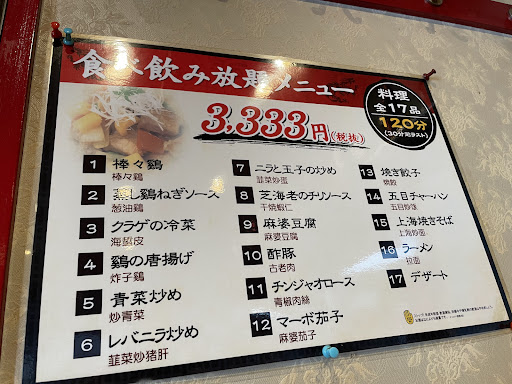 食べ飲み放題メニュー
料理
全17品
120分
(30分前ラスト)
3,333円(税抜)
1 棒々鶏
棒々鶏
2 蒸し鶏ねぎソース
葱油鶏
3 クラゲの冷菜
海蜇皮
4 鶏の唐揚げ
炸子鶏
5 青菜炒め
炒青菜
6 レバニラ炒め
韮菜炒猪肝
7 ニラと玉子の炒め
韮菜炒蛋
8 芝海老のチリソース
干焼蝦仁
9 麻婆豆腐
麻婆豆腐
10 酢豚
古老肉
11 チンジャオロース
青椒肉絲
12 マーボ茄子
麻婆茄子
13 焼き餃子
煎餃
14 五目チャーハン
五目炒飯
15 上海焼きそば
上海炒面
16 ラーメン
拉面
17 デザート